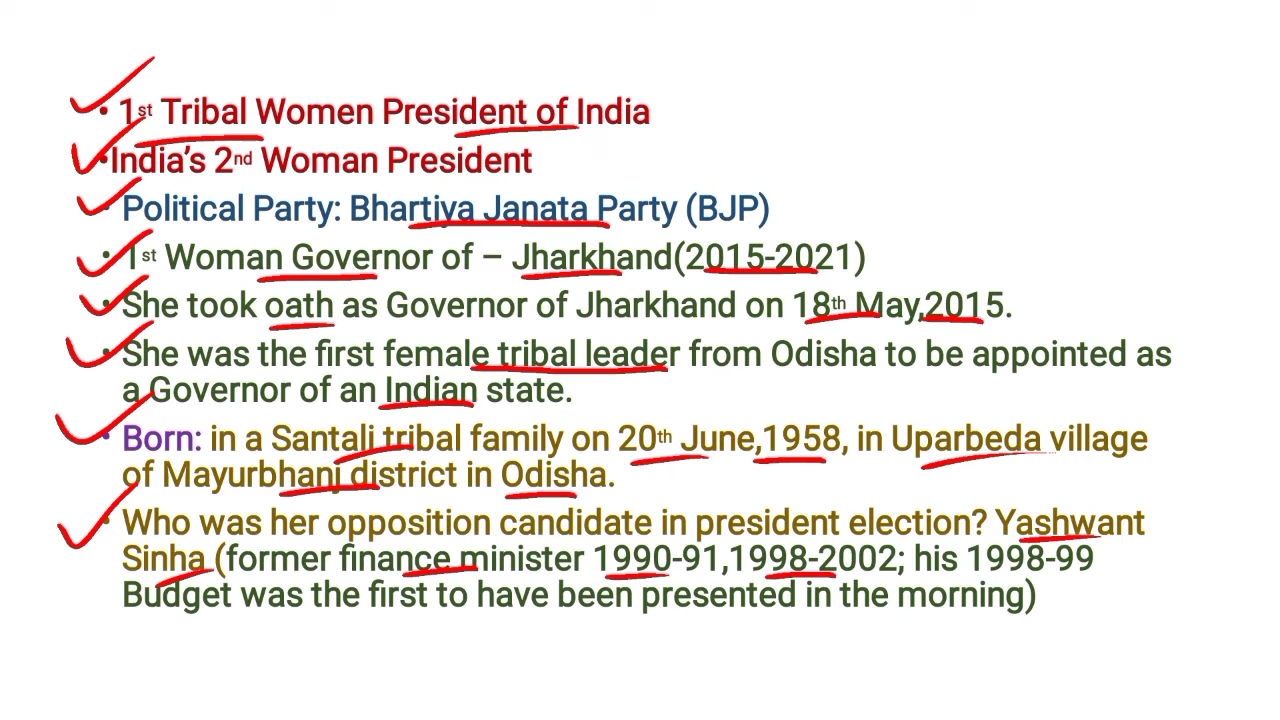 • 1st Tribal Women President of India
•India's 2nd Woman President
• Political Party: Bhartiya Janata Party (BJP)
• 1st Woman Governor of – Jharkhand(2015-2021)
• She took oath as Governor of Jharkhand on 18th May,2015.
• She was the first female tribal leader from Odisha to be appointed as
a Governor of an Indian state.
• Born: in a Santali tribal family on 20th June,1958, in Uparbeda village
of Mayurbhanj district in Odisha.
• Who was her opposition candidate in president election? Yashwant
Sinha (former finance minister 1990-91,1998-2002; his 1998-99
Budget was the first to have been presented in the morning)